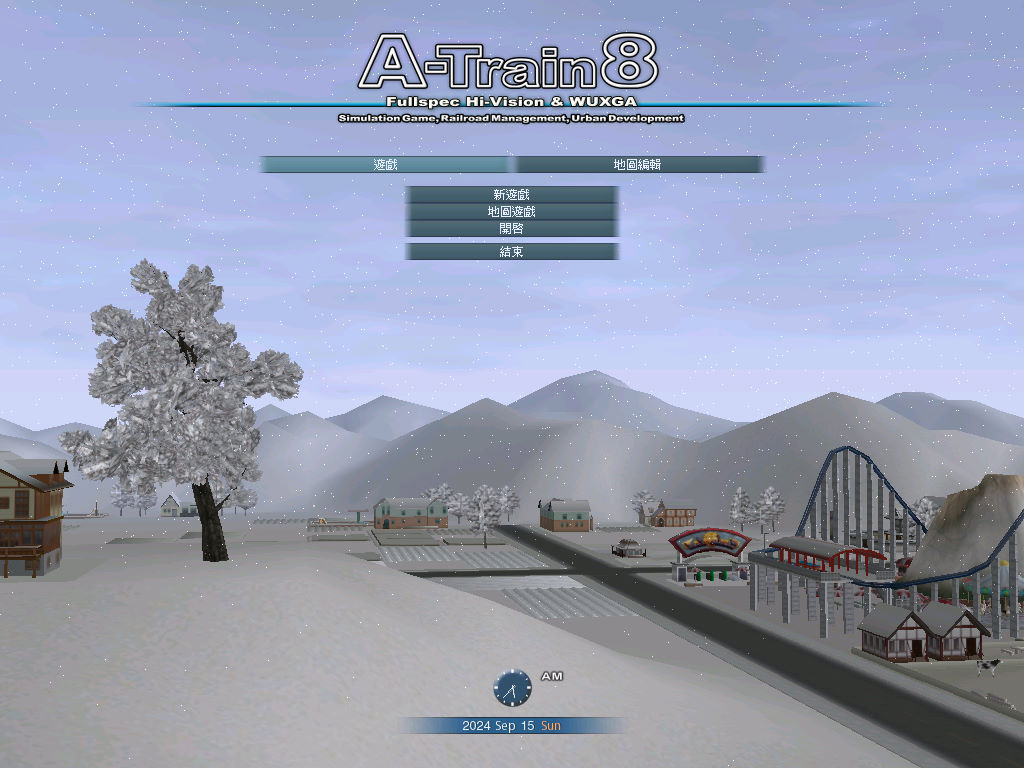 A-Train8
Fullspec Hi-Vision & WUXGA
Simulation Game, Railroad Management, Urban Development
遊戲 地圖編輯
新遊戲
地圖遊戲
開啓
結束
AM
2024 Sep 15 Sun